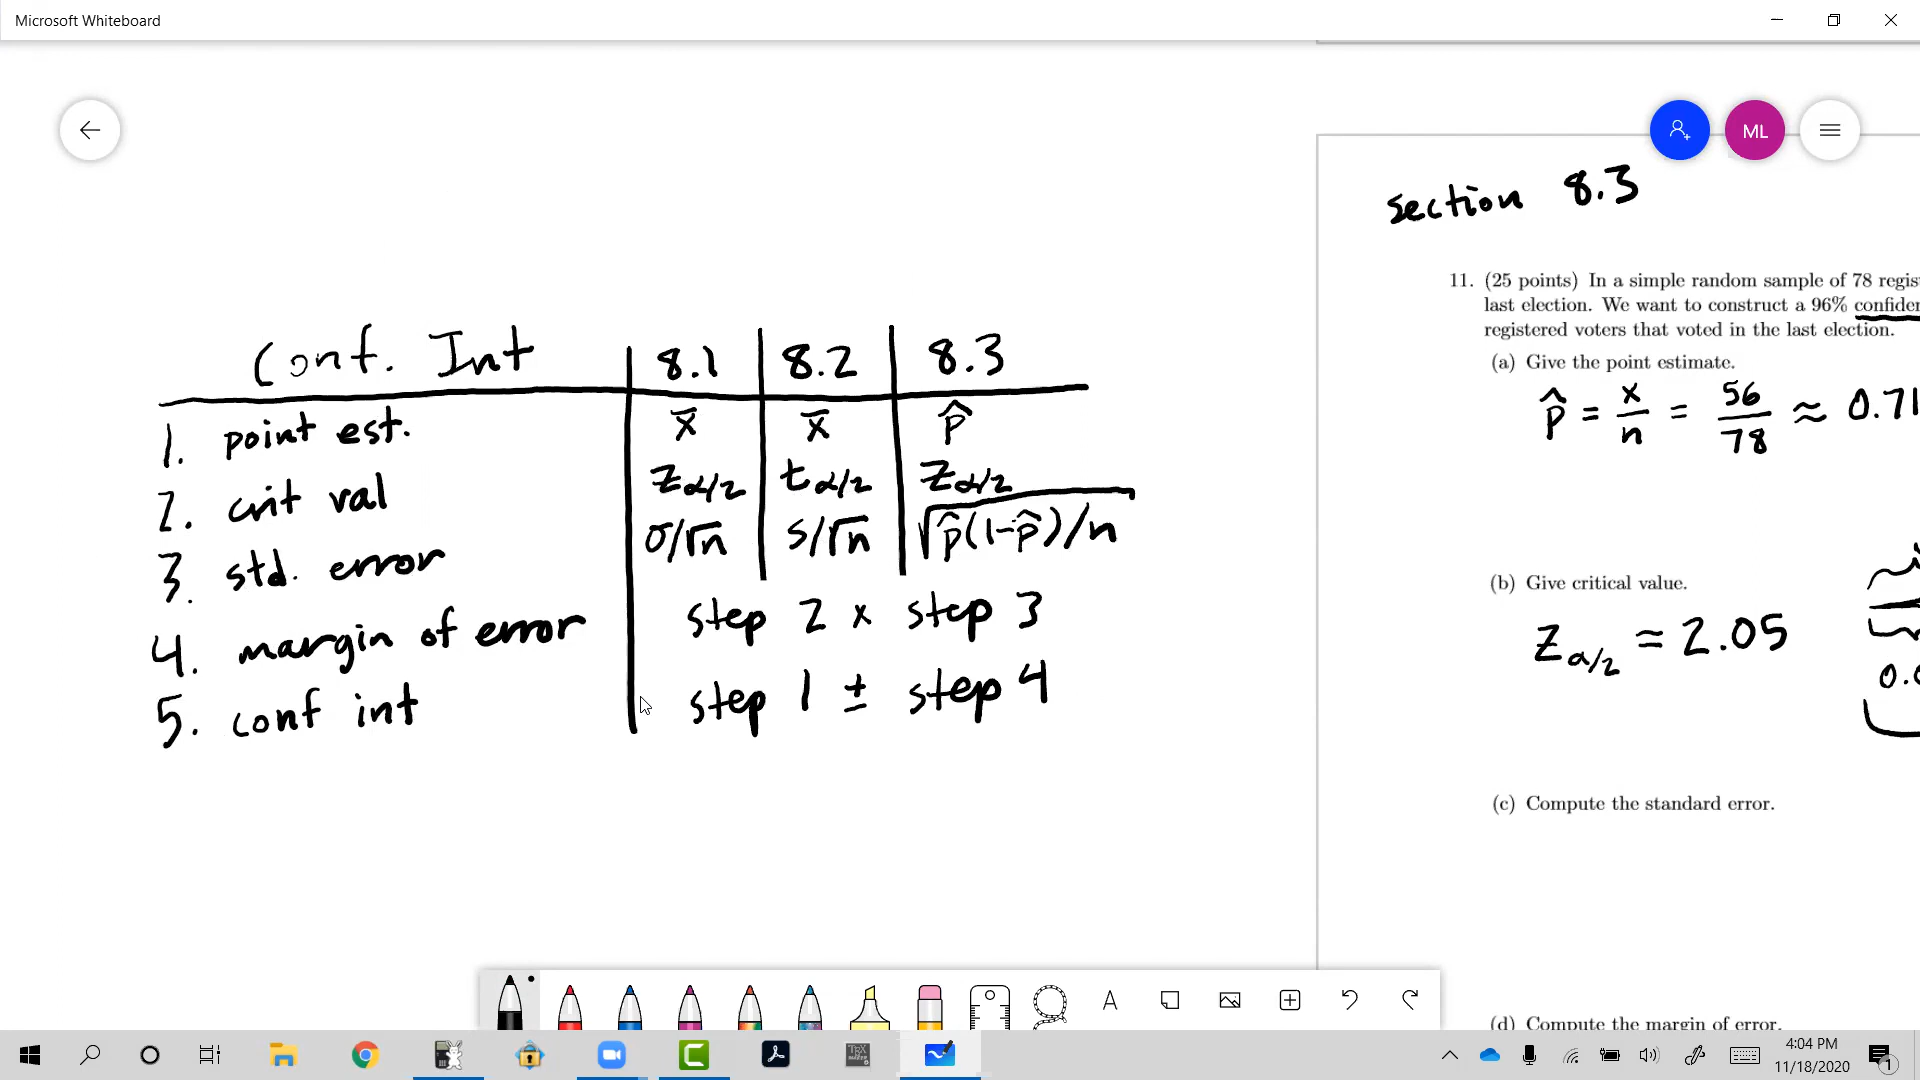 Microsoft Whiteboard
ML
section 8.3
11. (25 points) In a simple random sample of 78 regis
last election. We want to construct a 96% confiden
registered voters that voted in the last election.
(a) Give the point estimate.
p̂ = x/n = 56/78 ≈ 0.71
(b) Give critical value.
z α/2 = 2.05
0.0
(c) Compute the standard error.
(d) Compute the margin of error.
Conf. Int | 8.1 | 8.2 | 8.3
1. point est. | x̄ | x̄ | p̂
2. crit val | z α/2 | t α/2 | z α/2
3. std. error | σ/√n | s/√n | √p̂(1-p̂)/n
4. margin of error | step 2 × step 3
5. conf int | step 1 ± step 4
A
4:04 PM
11/18/2020
1